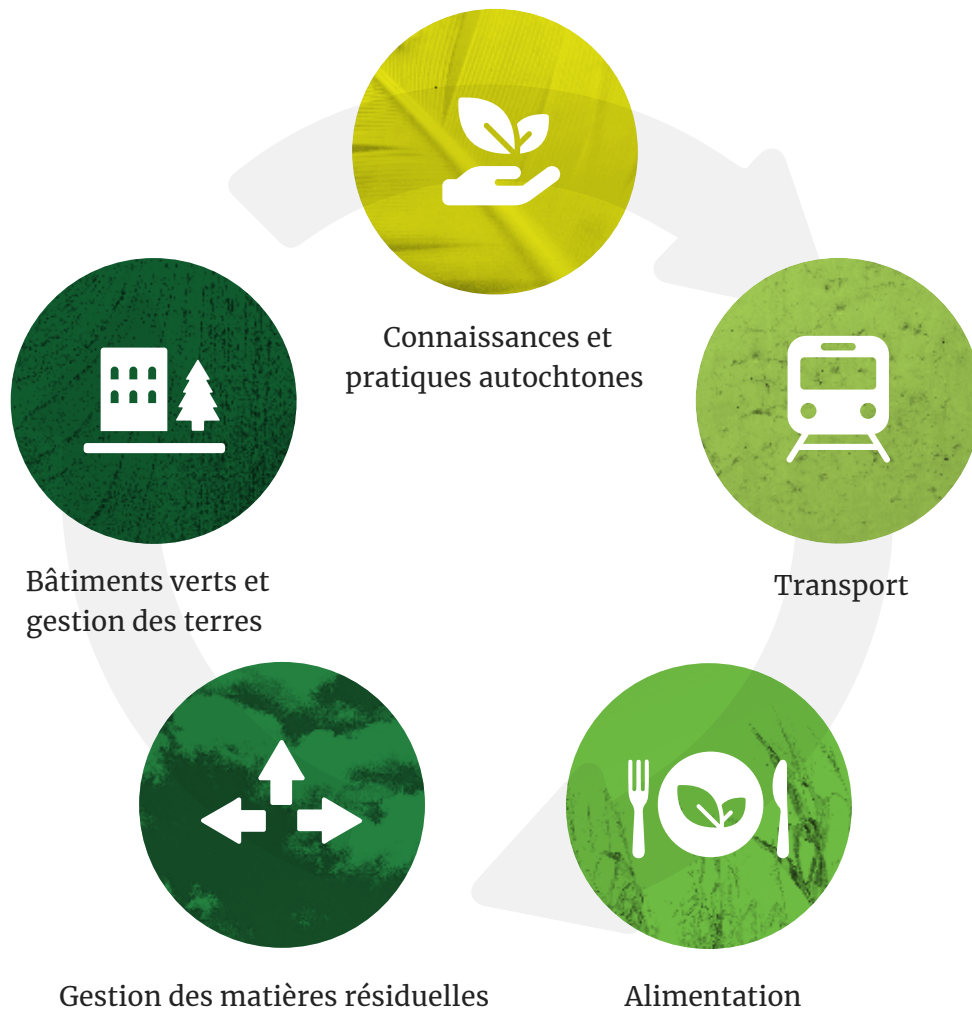 Connaissances et
pratiques autochtones
Bâtiments verts et
gestion des terres
Transport
Gestion des matières résiduelles
Alimentation